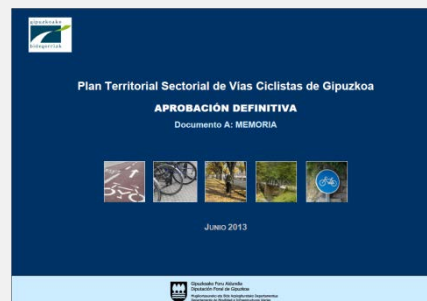 gipuzkoako
bidegorriak
Plan Territorial Sectorial de Vías Ciclistas de Gipuzkoa
APROBACIÓN DEFINITIVA
Documento A: MEMORIA
JUNIO 2013
Gipuzkoako Foru Aldundia
Diputación Foral de Gipuzkoa